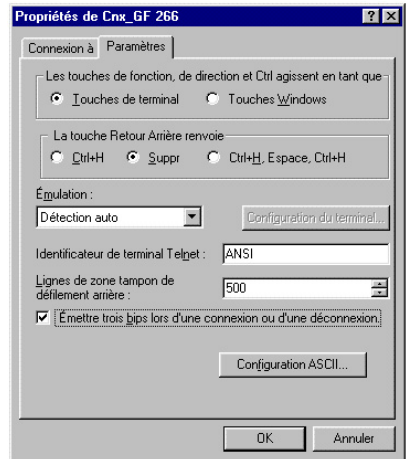 Propriétés de Cnx_GF 266
Connexion à Paramètres
Les touches de fonction, de direction et Ctrl agissent en tant que
Touches de terminal Touches Windows
La touche Retour Arrière renvoie
Ctrl+H Suppr Ctrl+H, Espace, Ctrl+H
Émulation :
Détection auto Configuration du terminal...
Identificateur de terminal Telnet : ANSI
Lignes de zone tampon de
défilement arrière : 500
Émettre trois bips lors d'une connexion ou d'une déconnexion.
Configuration ASCII...
OK Annuler